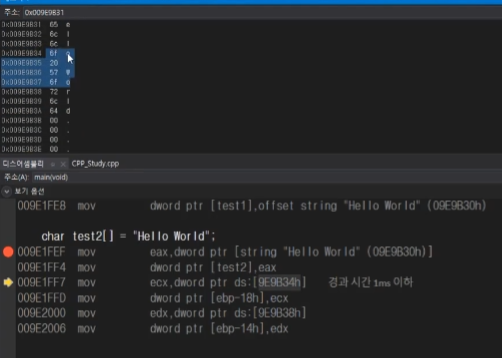 주소: 0x009E9B31
0x009E9B31 65 e
0x009E9B32 6c l
0x009E9B33 6c l
0x009E9B34 6f o
0x009E9B35 20
0x009E9B36 57 W
0x009E9B37 6f o
0x009E9B38 72 r
0x009E9B39 6c l
0x009E9B3A 64 d
0x009E9B3B 00 .
0x009E9B3C 00 .
0x009E9B3D 00 .
0x009E9B3E 00 .
디스어셈블리 CPP_Study.cpp
주소(A): main(void)
보기 옵션
009E1FE8 mov dword ptr [test1],offset string "Hello World" (09E9B30h)
char test2[] = "Hello World";
009E1FEF mov eax,dword ptr [string "Hello World" (09E9B30h)]
009E1FF4 mov dword ptr [test2],eax
009E1FF7 mov ecx,dword ptr ds:[9E9B34h] 경과 시간 1ms 이하
009E1FFD mov dword ptr [ebp-18h],ecx
009E2000 mov edx,dword ptr ds:[9E9B38h]
009E2006 mov dword ptr [ebp-14h],edx